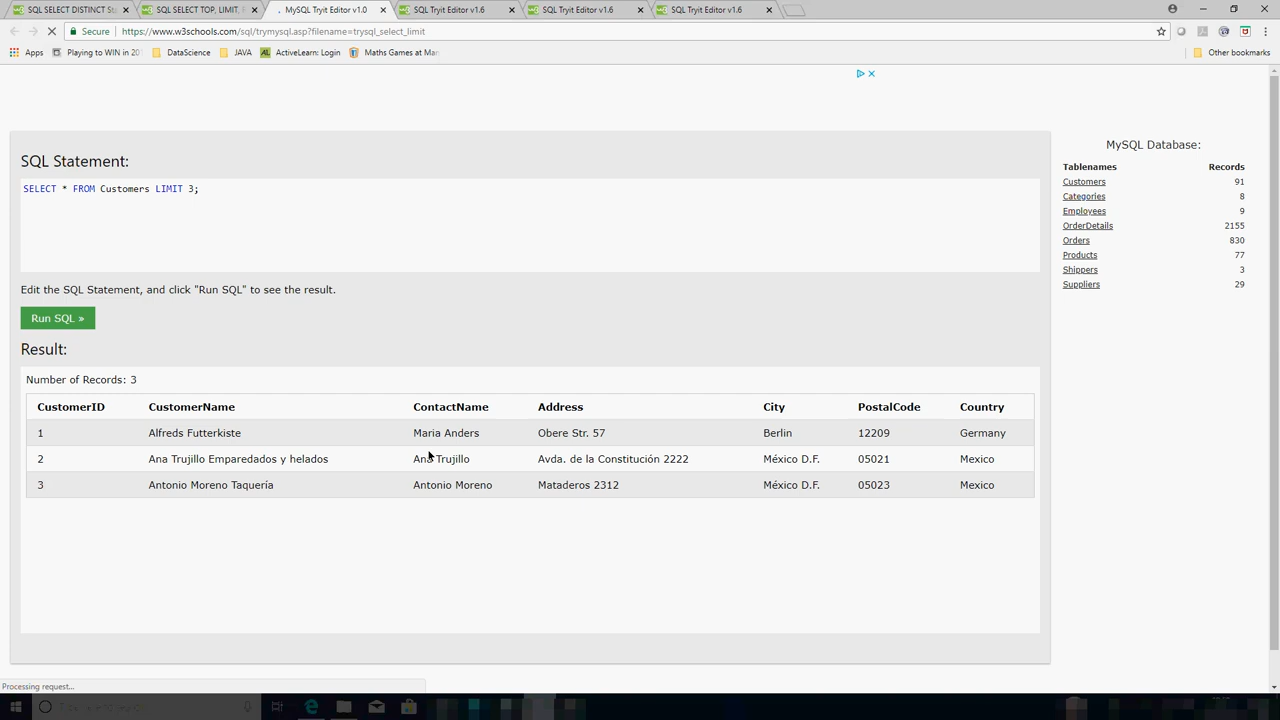 SQL SELECT DISTINCT St
SQL SELECT TOP, LIMIT, F
MySQL Tryit Editor v1.0
SQL Tryit Editor v1.6
SQL Tryit Editor v1.6
SQL Tryit Editor v1.6
Secure
https://www.w3schools.com/sql/trymysql.asp?filename=trysql_select_limit
Apps
Playing to WIN in 20
DataScience
JAVA
ActiveLearn: Login
Maths Games at Man
Other bookmarks
SQL Statement:
SELECT * FROM Customers LIMIT 3;
Edit the SQL Statement, and click "Run SQL" to see the result.
Run SQL »
Result:
Number of Records: 3
CustomerID CustomerName ContactName Address City PostalCode Country
1 Alfreds Futterkiste Maria Anders Obere Str. 57 Berlin 12209 Germany
2 Ana Trujillo Emparedados y helados Ana Trujillo Avda. de la Constitución 2222 México D.F. 05021 Mexico
3 Antonio Moreno Taquería Antonio Moreno Mataderos 2312 México D.F. 05023 Mexico
MySQL Database:
Tablenames Records
Customers 91
Categories 8
Employees 9
OrderDetails 2155
Orders 830
Products 77
Shippers 3
Suppliers 29
Processing request...